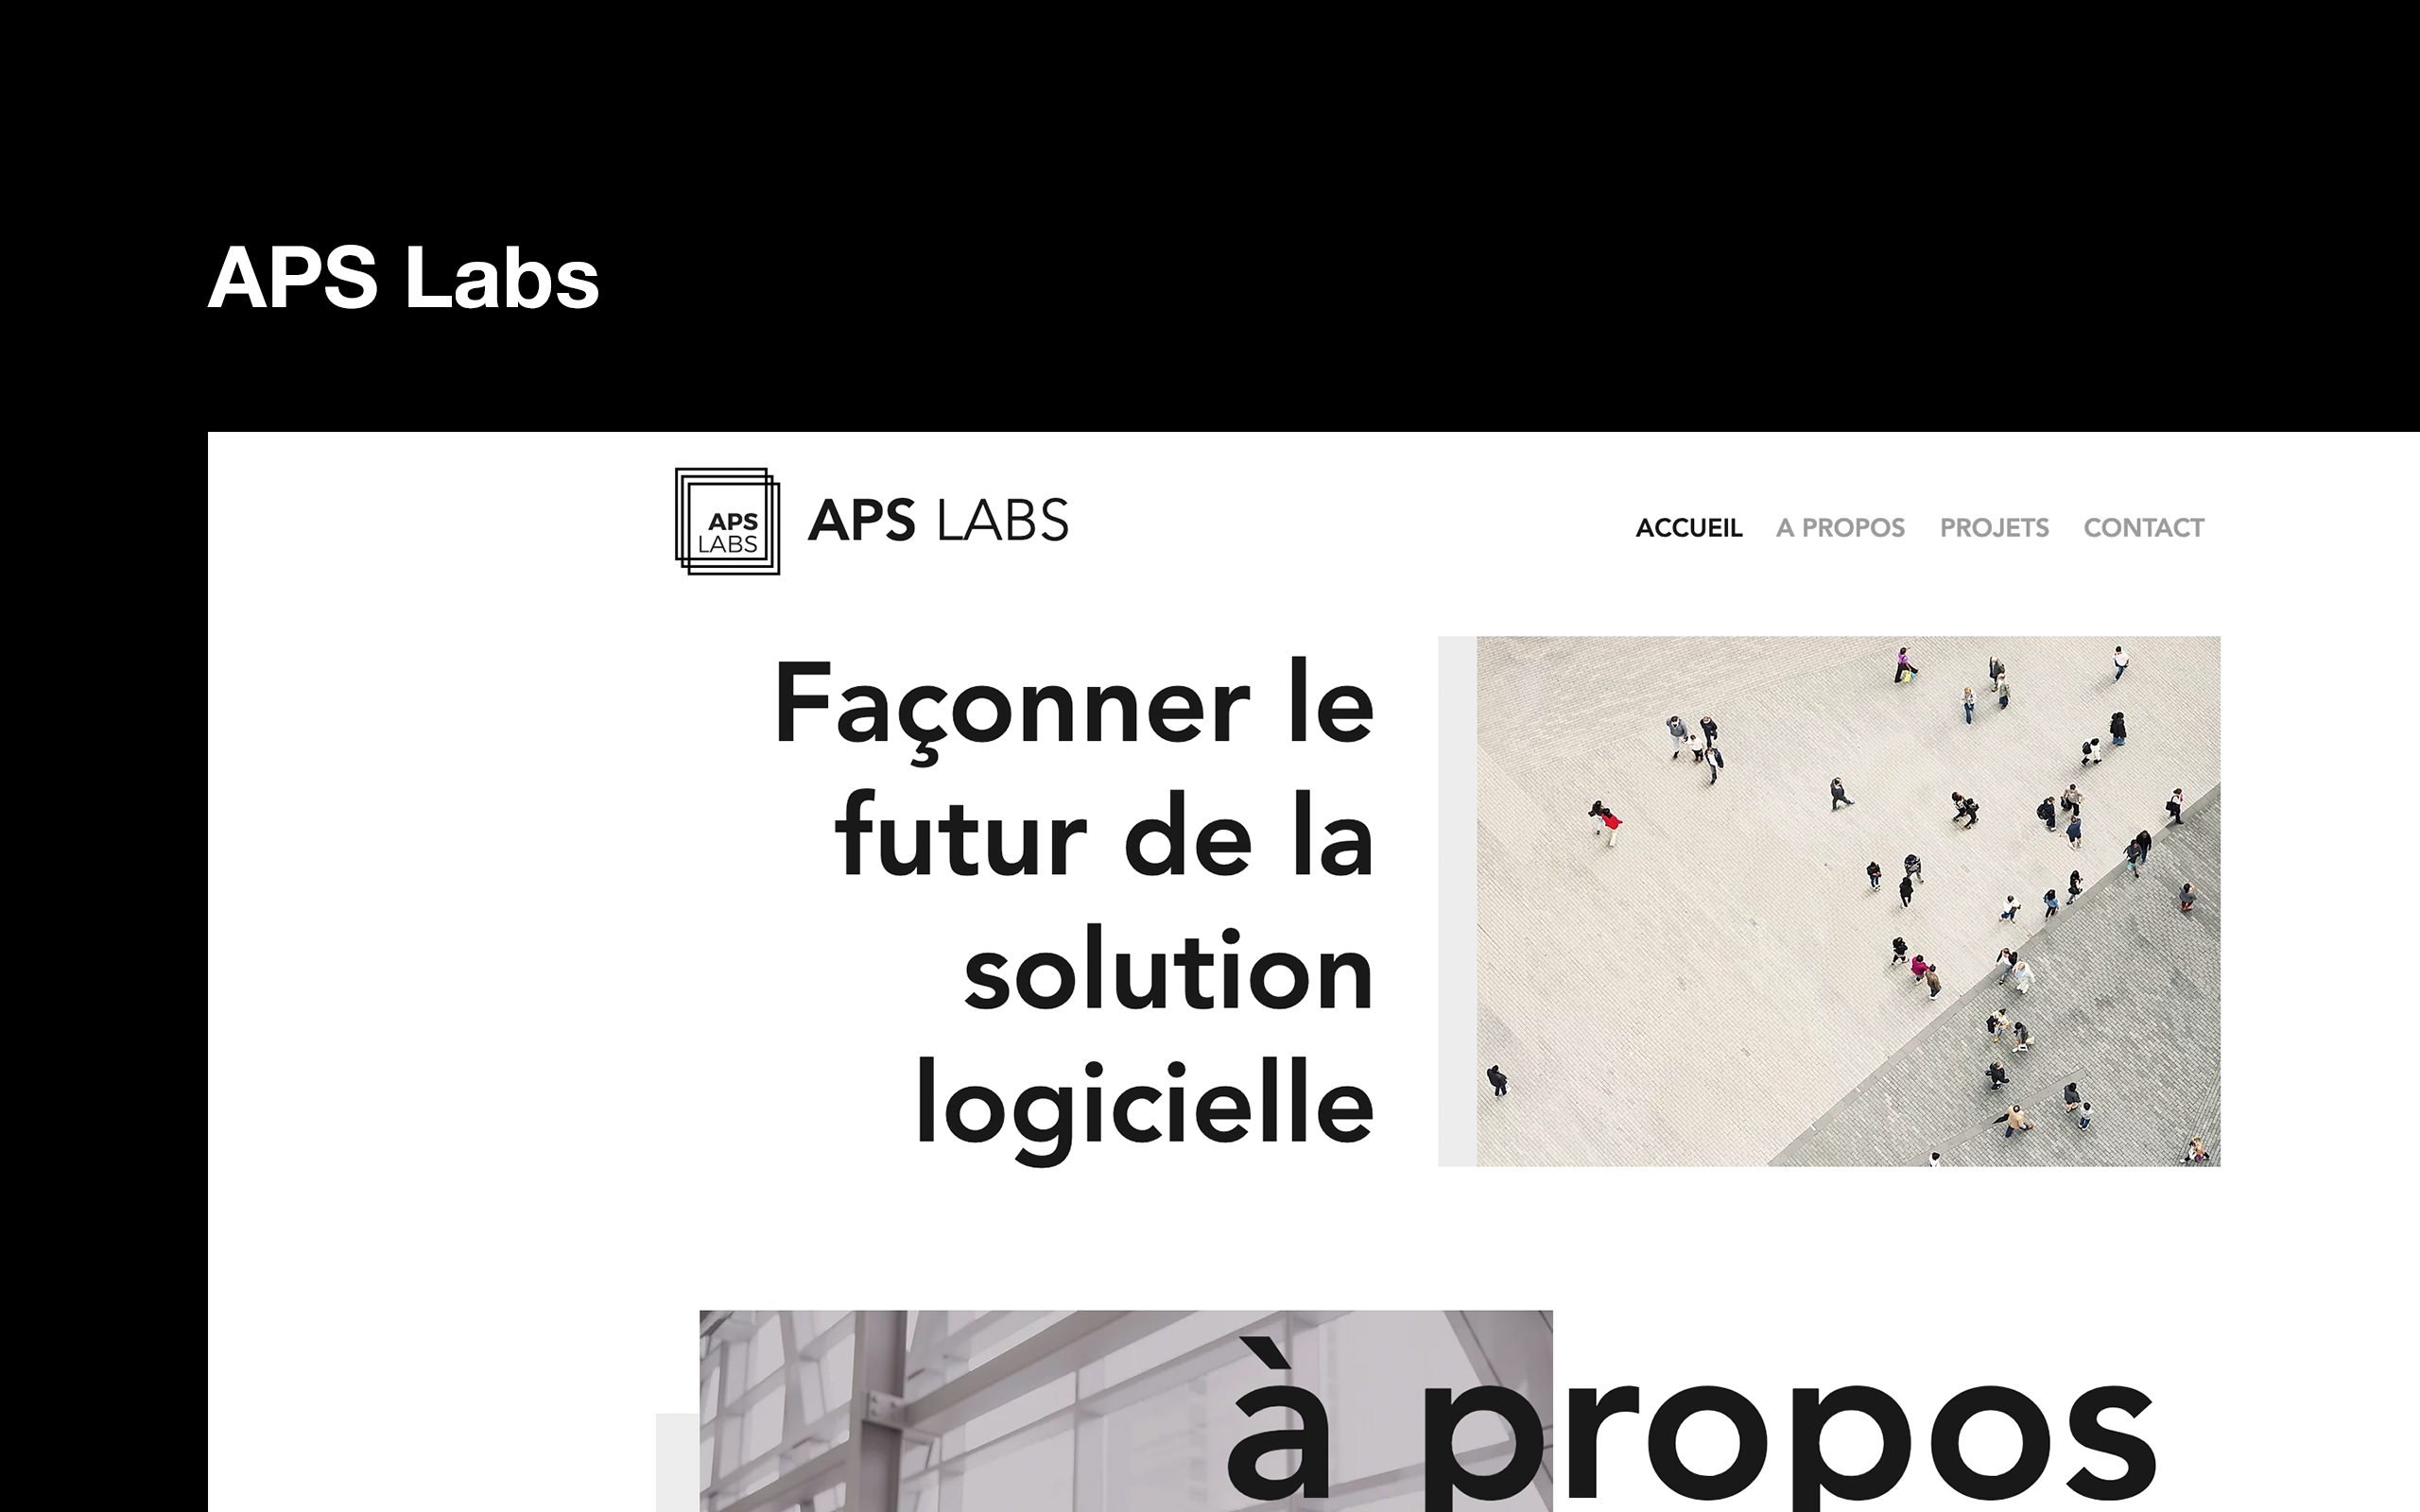 APS Labs
APS
LABS
APS LABS
ACCUEIL A PROPOS PROJETS CONTACT
Façonner le
futur de la
solution
logicielle
à propos